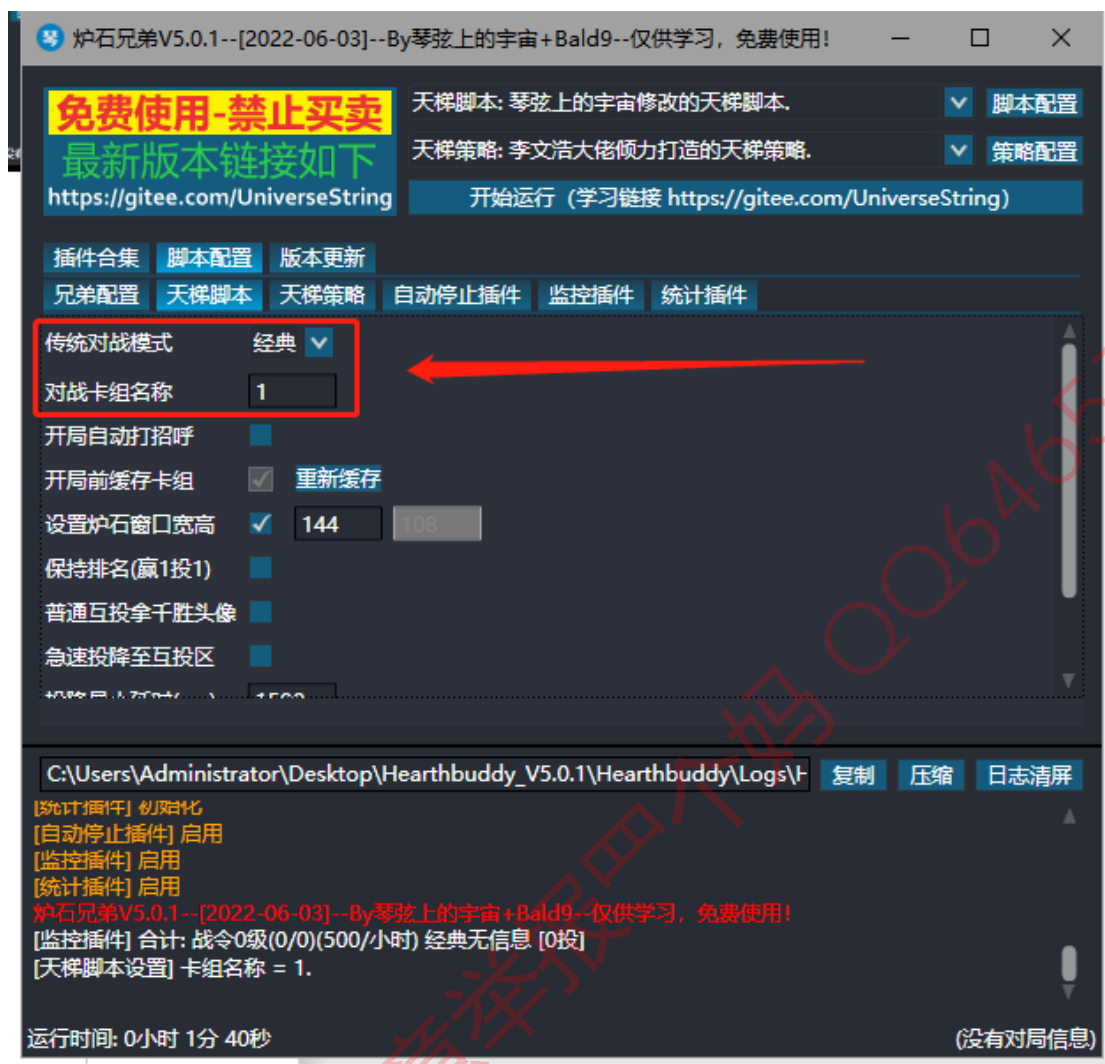 炉石兄弟V5.0.1--[2022-06-03]--By琴弦上的宇宙+Bald9--仅供学习，免费使用!
免费使用-禁止买卖
最新版本链接如下
https://gitee.com/UniverseString
天梯脚本: 琴弦上的宇宙修改的天梯脚本.
脚本配置
天梯策略: 李文浩大佬倾力打造的天梯策略.
策略配置
开始运行（学习链接 https://gitee.com/UniverseString）
插件合集 脚本配置 版本更新
兄弟配置 天梯脚本 天梯策略 自动停止插件 监控插件 统计插件
传统对战模式 经典
对战卡组名称 1
开局自动打招呼
开局前缓存卡组 重新缓存
设置炉石窗口宽高 144 108
保持排名(赢1投1)
普通互投拿千胜头像
急速投降至互投区
C:\Users\Administrator\Desktop\Hearthbuddy_V5.0.1\Hearthbuddy\Logs\H 复制 压缩 日志清屏
[统计插件] 初始化
[自动停止插件] 启用
[监控插件] 启用
[统计插件] 启用
炉石兄弟V5.0.1--[2022-06-03]--By琴弦上的宇宙+Bald9--仅供学习，免费使用!
[监控插件] 合计: 战令0级(0/0)(500/小时) 经典无信息 [0投]
[天梯脚本设置] 卡组名称 = 1.
运行时间: 0小时 1分 40秒 (没有对局信息)